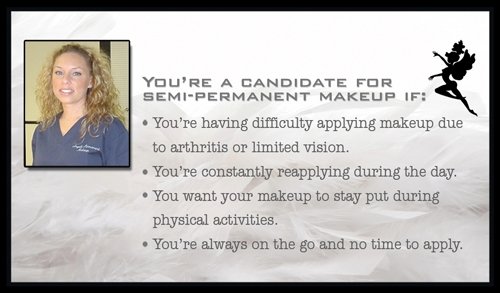 YOU'RE A CANDIDATE FOR
SEMI-PERMANENT MAKEUP IF:
• You're having difficulty applying makeup due
to arthritis or limited vision.
• You're constantly reapplying during the day.
• You want your makeup to stay put during
physical activities.
• You're always on the go and no time to apply.